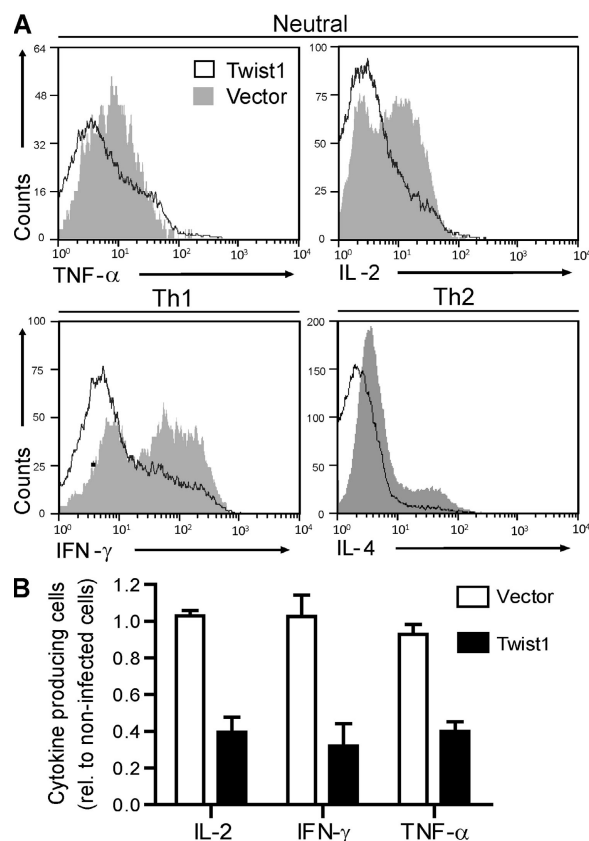 A
Neutral
64
48
32
16
0
Counts
Twist1
Vector
10⁰ 10¹ 10² 10³ 10⁴
TNF-α
100
75
50
25
0
10⁰ 10¹ 10² 10³ 10⁴
IL-2
Th1
100
75
50
25
0
Counts
10⁰ 10¹ 10² 10³ 10⁴
IFN-γ
Th2
200
150
100
50
0
10⁰ 10¹ 10² 10³ 10⁴
IL-4
B
Cytokine producing cells
(rel. to non-infected cells)
1.2
1.0
0.8
0.6
0.4
0.2
0.0
Vector
Twist1
IL-2 IFN-γ TNF-α